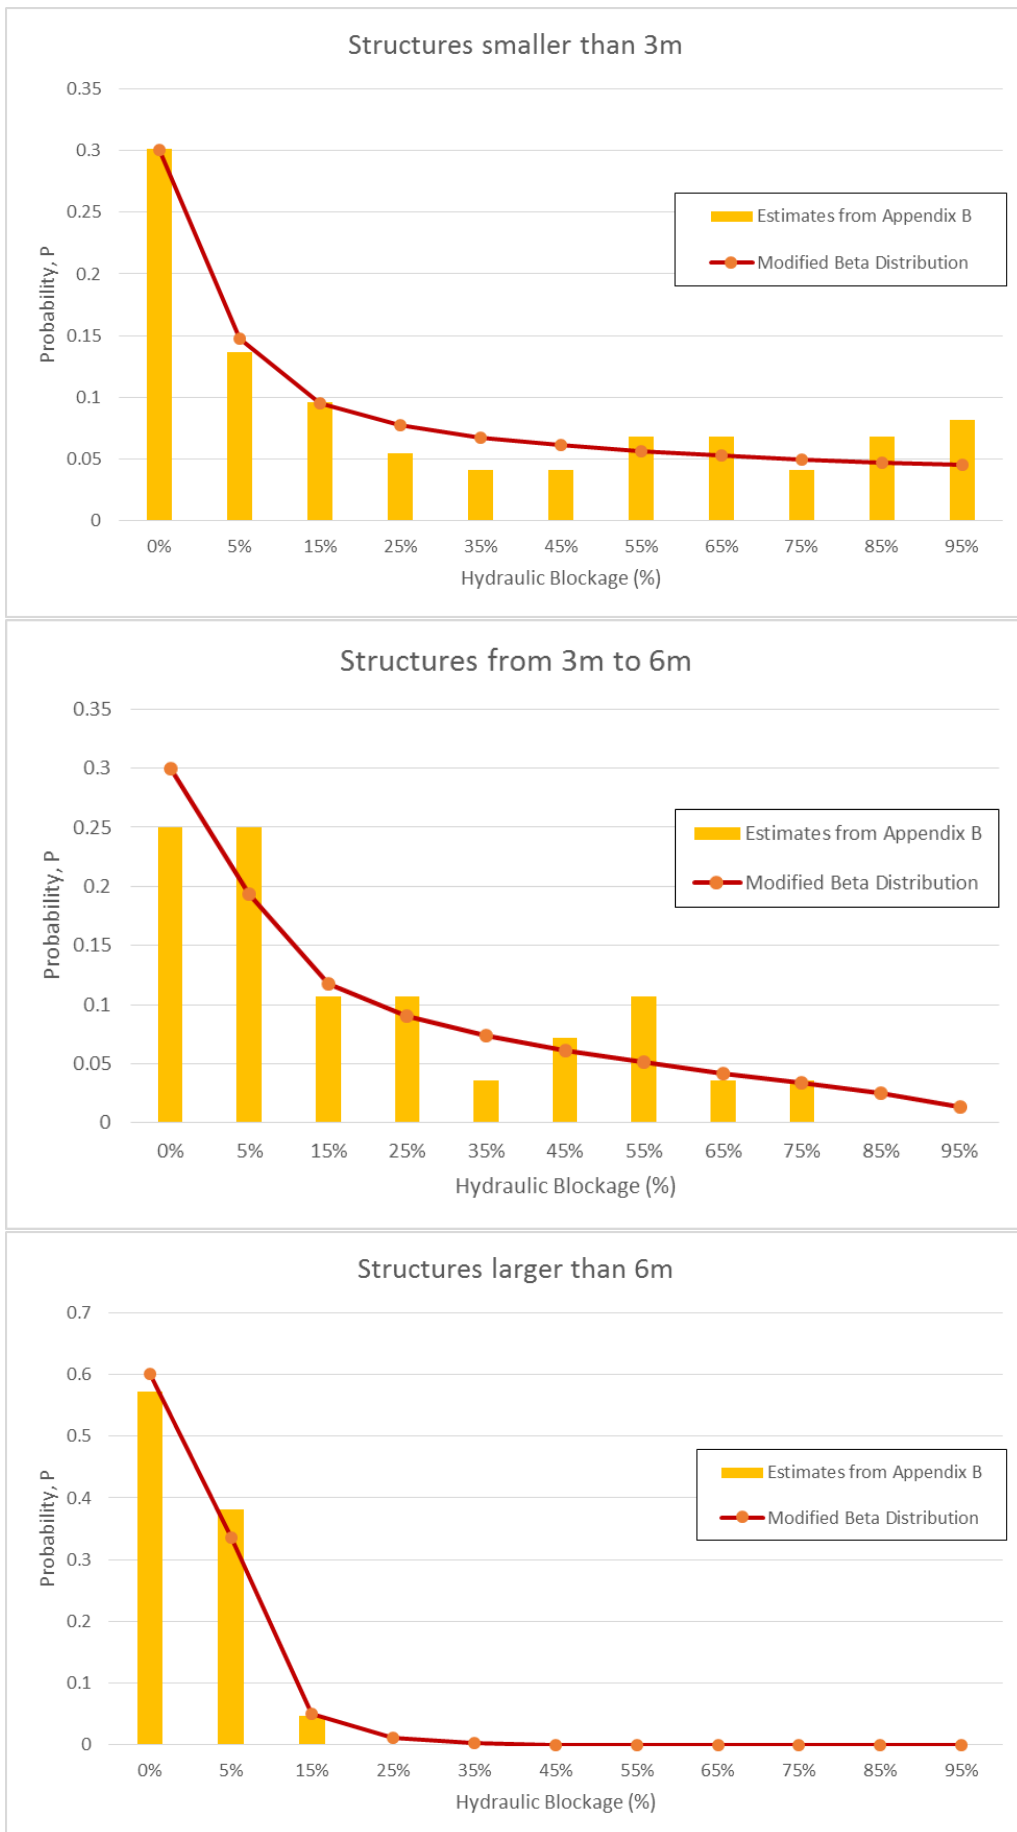 Structures smaller than 3m
0.35
0.3
0.25
0.2
0.15
0.1
0.05
0
Probability, P
Estimates from Appendix B
Modified Beta Distribution
0% 5% 15% 25% 35% 45% 55% 65% 75% 85% 95%
Hydraulic Blockage (%)
Structures from 3m to 6m
0.35
0.3
0.25
0.2
0.15
0.1
0.05
0
Probability, P
Estimates from Appendix B
Modified Beta Distribution
0% 5% 15% 25% 35% 45% 55% 65% 75% 85% 95%
Hydraulic Blockage (%)
Structures larger than 6m
0.7
0.6
0.5
0.4
0.3
0.2
0.1
0
Probability, P
Estimates from Appendix B
Modified Beta Distribution
0% 5% 15% 25% 35% 45% 55% 65% 75% 85% 95%
Hydraulic Blockage (%)